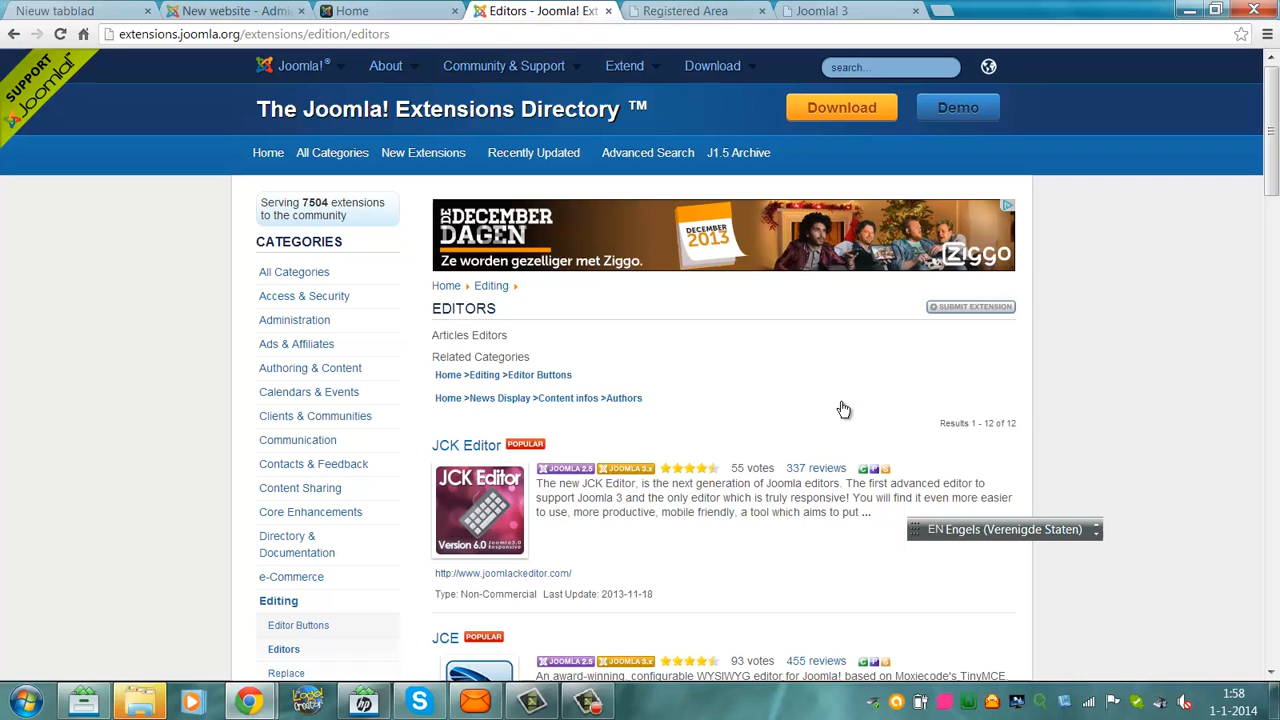 Nieuw tabblad
New website - Admi
Home
Editors - Joomla! Ext
Registered Area
Joomla! 3
extensions.joomla.org/extensions/edition/editors
SUPPORT
Joomla!
Joomla!®
About
Community & Support
Extend
Download
search...
The Joomla! Extensions Directory ™
Download
Demo
Home
All Categories
New Extensions
Recently Updated
Advanced Search
J1.5 Archive
Serving 7504 extensions
to the community
CATEGORIES
All Categories
Access & Security
Administration
Ads & Affiliates
Authoring & Content
Calendars & Events
Clients & Communities
Communication
Contacts & Feedback
Content Sharing
Core Enhancements
Directory &
Documentation
e-Commerce
Editing
Editor Buttons
Editors
Replace
DE
DECEMBER
DAGEN
Ze worden gezelliger met Ziggo.
DECEMBER
2013
ziggo
Home
Editing
EDITORS
SUBMIT EXTENSION
Articles Editors
Related Categories
Home >Editing >Editor Buttons
Home >News Display >Content infos >Authors
Results 1 - 12 of 12
JCK Editor POPULAR
JCK Editor
Version 6.0 Joomla3.0 Responsive
JOOMLA 2.5 JOOMLA 3.x 55 votes 337 reviews C P S
The new JCK Editor, is the next generation of Joomla editors. The first advanced editor to
support Joomla 3 and the only editor which is truly responsive! You will find it even more easier
to use, more productive, mobile friendly, a tool which aims to put ...
EN Engels (Verenigde Staten)
http://www.joomlackeditor.com/
Type: Non-Commercial Last Update: 2013-11-18
JCE POPULAR
JOOMLA 2.5 JOOMLA 3.x 93 votes 455 reviews C P S
An award-winning, configurable WYSIWYG editor for Joomla! based on Moxiecode's TinyMCE.
hp
S
1:58
1-1-2014